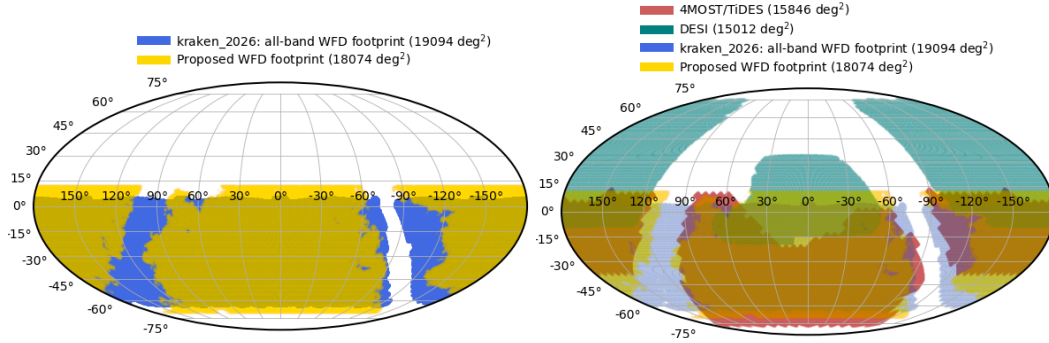 kraken_2026: all-band WFD footprint (19094 deg²)
Proposed WFD footprint (18074 deg²)
75°
60°
45°
30°
15°
150° 120° 90° 60° 30° 0° -30° -60° -90° -120° -150°
0°
-15°
-30°
-45°
-60°
-75°
4MOST/TiDES (15846 deg²)
DESI (15012 deg²)
kraken_2026: all-band WFD footprint (19094 deg²)
Proposed WFD footprint (18074 deg²)
75°
60°
45°
30°
15°
150° 120° 90° 60° 30° 0° -30° -60° -90° -120° -150°
0°
-15°
-30°
-45°
-60°
-75°